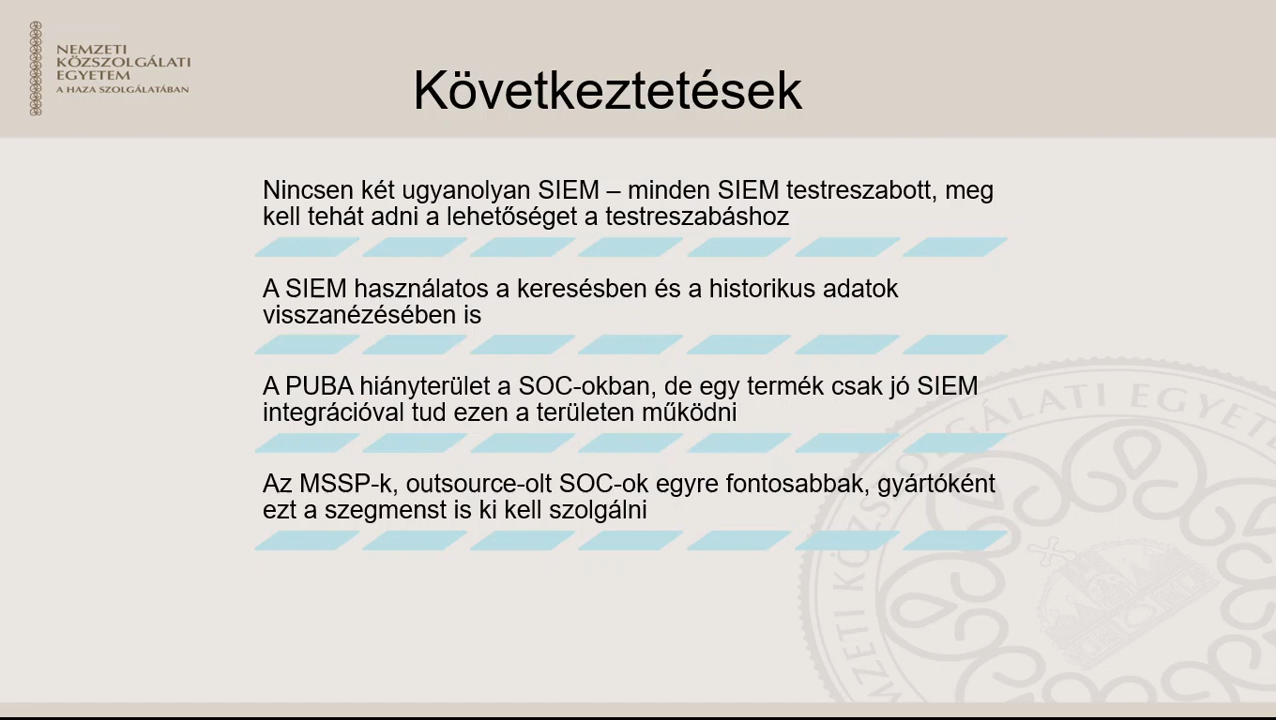 NEMZETI
KÖZSZOLGÁLATI
EGYETEM
A HAZA SZOLGÁLATÁBAN
Következtetések
Nincsen két ugyanolyan SIEM – minden SIEM testreszabott, meg
kell tehát adni a lehetőséget a testreszabáshoz
A SIEM használatos a keresésben és a historikus adatok
visszanézésében is
A PUBA hiányterület a SOC-okban, de egy termék csak jó SIEM
integrációval tud ezen a területen működni
Az MSSP-k, outsource-olt SOC-ok egyre fontosabbak, gyártóként
ezt a szegmenst is ki kell szolgálni
MZETI KÖZSZOLGÁLATI EGYETE